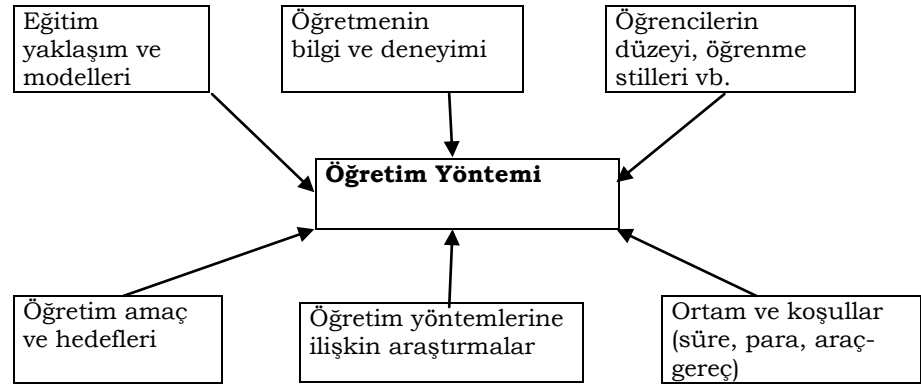 Eğitim
yaklaşım ve
modelleri
Öğretmenin
bilgi ve deneyimi
Öğrencilerin
düzeyi, öğrenme
stilleri vb.
Öğretim Yöntemi
Öğretim amaç
ve hedefleri
Öğretim yöntemlerine
ilişkin araştırmalar
Ortam ve koşullar
(süre, para, araç-
gereç)